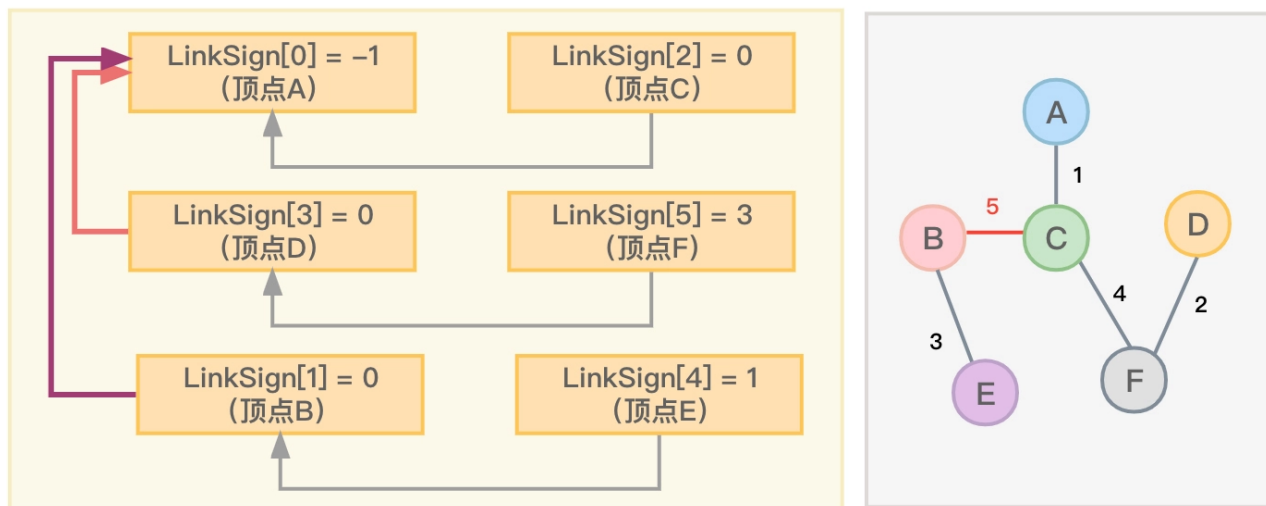 LinkSign[0] = -1
(顶点A)
LinkSign[2] = 0
(顶点C)
LinkSign[3] = 0
(顶点D)
LinkSign[5] = 3
(顶点F)
LinkSign[1] = 0
(顶点B)
LinkSign[4] = 1
(顶点E)
A
1
B
5
C
D
4
2
3
E
F